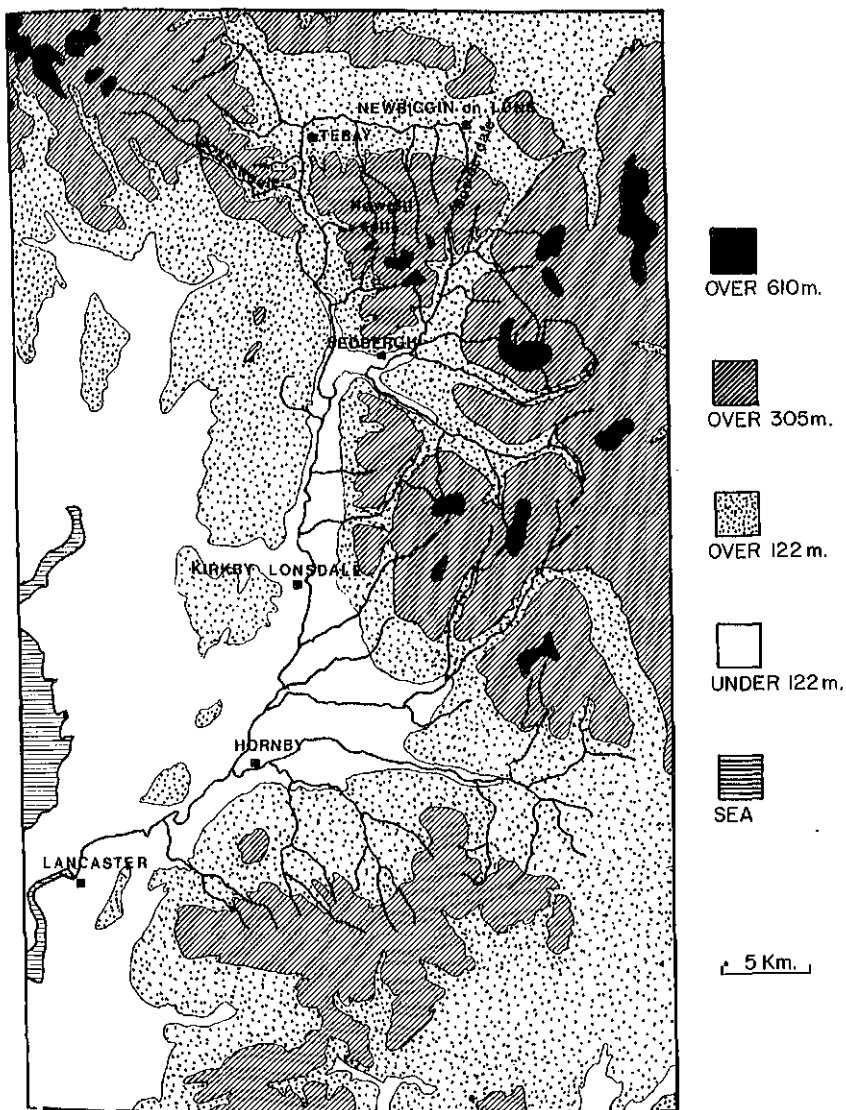 NEWBIGGIN on LUNE
TEBAY
Howgill
Fells
SEDBERGH
KIRKBY LONSDALE
HORNBY
LANCASTER
OVER 610m.
OVER 305m.
OVER 122m.
UNDER 122m.
SEA
5 Km.